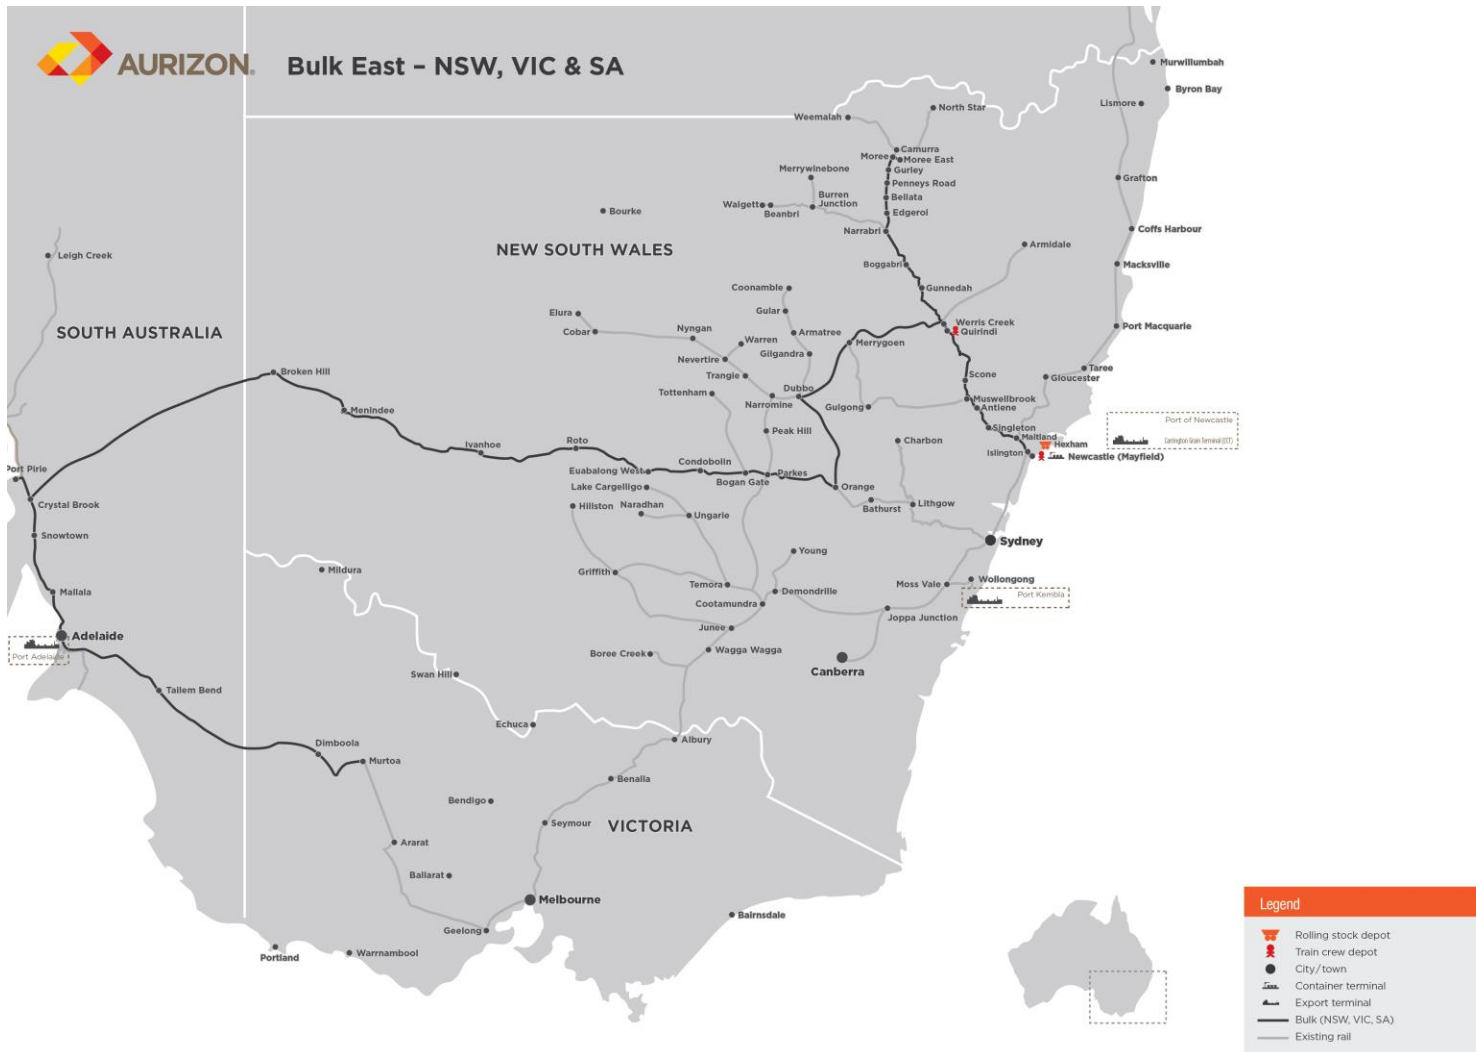 AURIZON
Bulk East – NSW, VIC & SA
Murwillumbah
Byron Bay
Lismore
North Star
Weemalah
Camurra
Moree
Moree East
Gurley
Merrywinebone
Penneys Road
Grafton
Burren
Junction
Bellata
Walgett
Beanbri
Edgeroi
Bourke
Narrabri
Coffs Harbour
NEW SOUTH WALES
Armidale
Leigh Creek
Boggabri
Macksville
Coonamble
Gunnedah
Elura
Gular
Werris Creek
Quirindi
Port Macquarie
SOUTH AUSTRALIA
Cobar
Nyngan
Armatree
Warren
Merrygoen
Nevertire
Gilgandra
Broken Hill
Trangie
Scone
Taree
Gloucester
Tottenham
Dubbo
Narromine
Gulgong
Muswellbrook
Antiene
Menindee
Port of Newcastle
Peak Hill
Singleton
Maitland
Carrington Grain Terminal (CGT)
Ivanhoe
Roto
Charbon
Hexham
Islington
Newcastle (Mayfield)
Port Pirie
Euabalong West
Condobolin
Bogan Gate
Parkes
Orange
Lake Cargelligo
Crystal Brook
Hillston
Naradhan
Ungarie
Bathurst
Lithgow
Snowtown
Sydney
Young
Mildura
Griffith
Temora
Demondrille
Moss Vale
Wollongong
Mallala
Port Kembla
Cootamundra
Joppa Junction
Adelaide
Junee
Port Adelaide
Boree Creek
Wagga Wagga
Canberra
Swan Hill
Tailem Bend
Echuca
Albury
Dimboola
Murtoa
Benalla
Bendigo
Seymour
VICTORIA
Ararat
Ballarat
Melbourne
Bairnsdale
Geelong
Portland
Warrnambool
Legend
Rolling stock depot
Train crew depot
City/town
Container terminal
Export terminal
Bulk (NSW, VIC, SA)
Existing rail